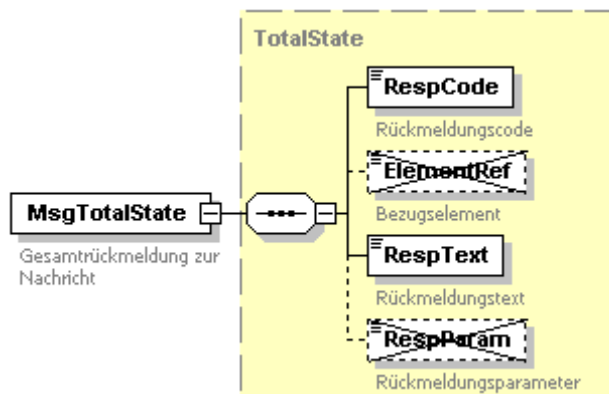 TotalState
RespCode
Rückmeldungscode
ElementRef
Bezugselement
MsgTotalState
Gesamtrückmeldung zur
Nachricht
RespText
Rückmeldungstext
RespParam
Rückmeldungsparameter